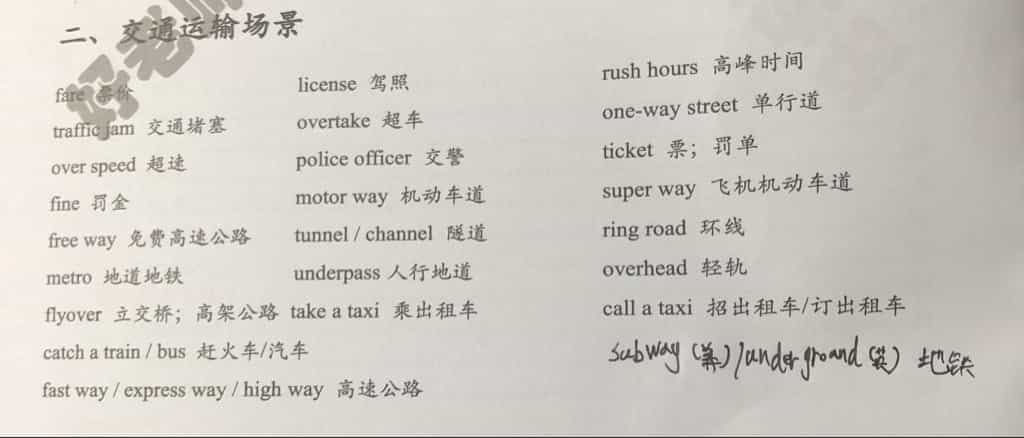 二、交通运输场景
好老师
fare 票价
traffic jam 交通堵塞
over speed 超速
fine 罚金
free way 免费高速公路
metro 地道地铁
flyover 立交桥；高架公路
catch a train / bus 赶火车/汽车
fast way / express way / high way 高速公路
license 驾照
overtake 超车
police officer 交警
motor way 机动车道
tunnel / channel 隧道
underpass 人行地道
take a taxi 乘出租车
rush hours 高峰时间
one-way street 单行道
ticket 票；罚单
super way 飞机机动车道
ring road 环线
overhead 轻轨
call a taxi 招出租车/订出租车
subway (美) / underground (英) 地铁